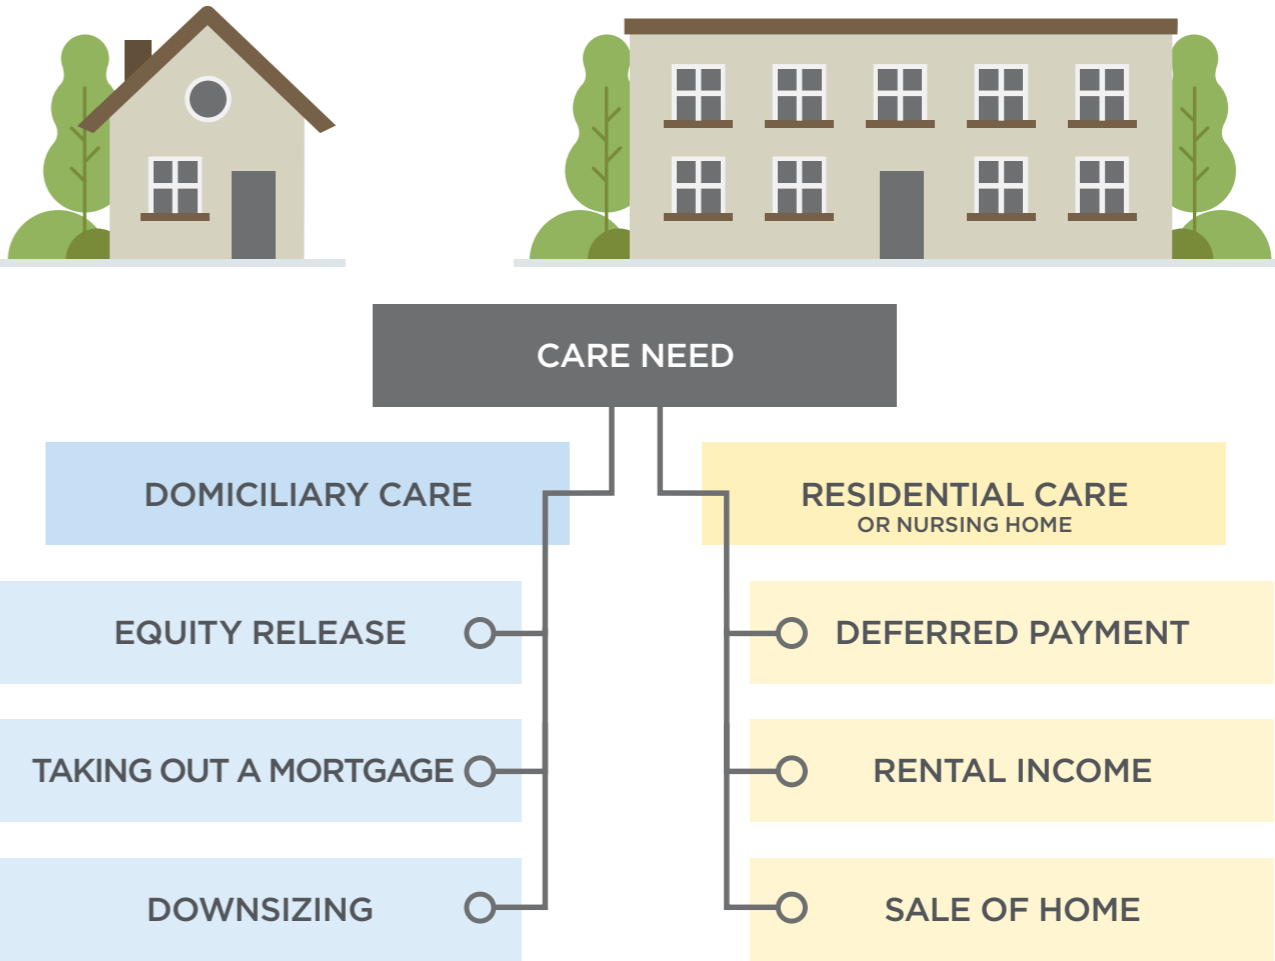 CARE NEED
DOMICILIARY CARE
EQUITY RELEASE
TAKING OUT A MORTGAGE
DOWNSIZING
RESIDENTIAL CARE
OR NURSING HOME
DEFERRED PAYMENT
RENTAL INCOME
SALE OF HOME